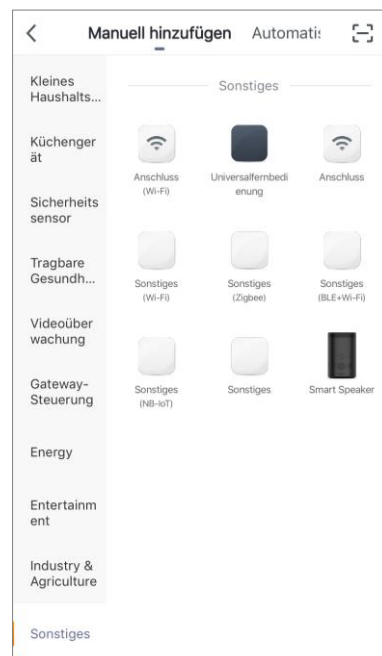 Manuell hinzufügen
Automati
Kleines
Haushalts...
Küchenger
ät
Sicherheits
sensor
Tragbare
Gesundh...
Videoüber
wachung
Gateway-
Steuerung
Energy
Entertainm
ent
Industry &
Agriculture
Sonstiges
Sonstiges
Anschluss
(Wi-Fi)
Universalfernbedi
enung
Anschluss
Sonstiges
(Wi-Fi)
Sonstiges
(Zigbee)
Sonstiges
(BLE+Wi-Fi)
Sonstiges
(NB-IoT)
Sonstiges
Smart Speaker